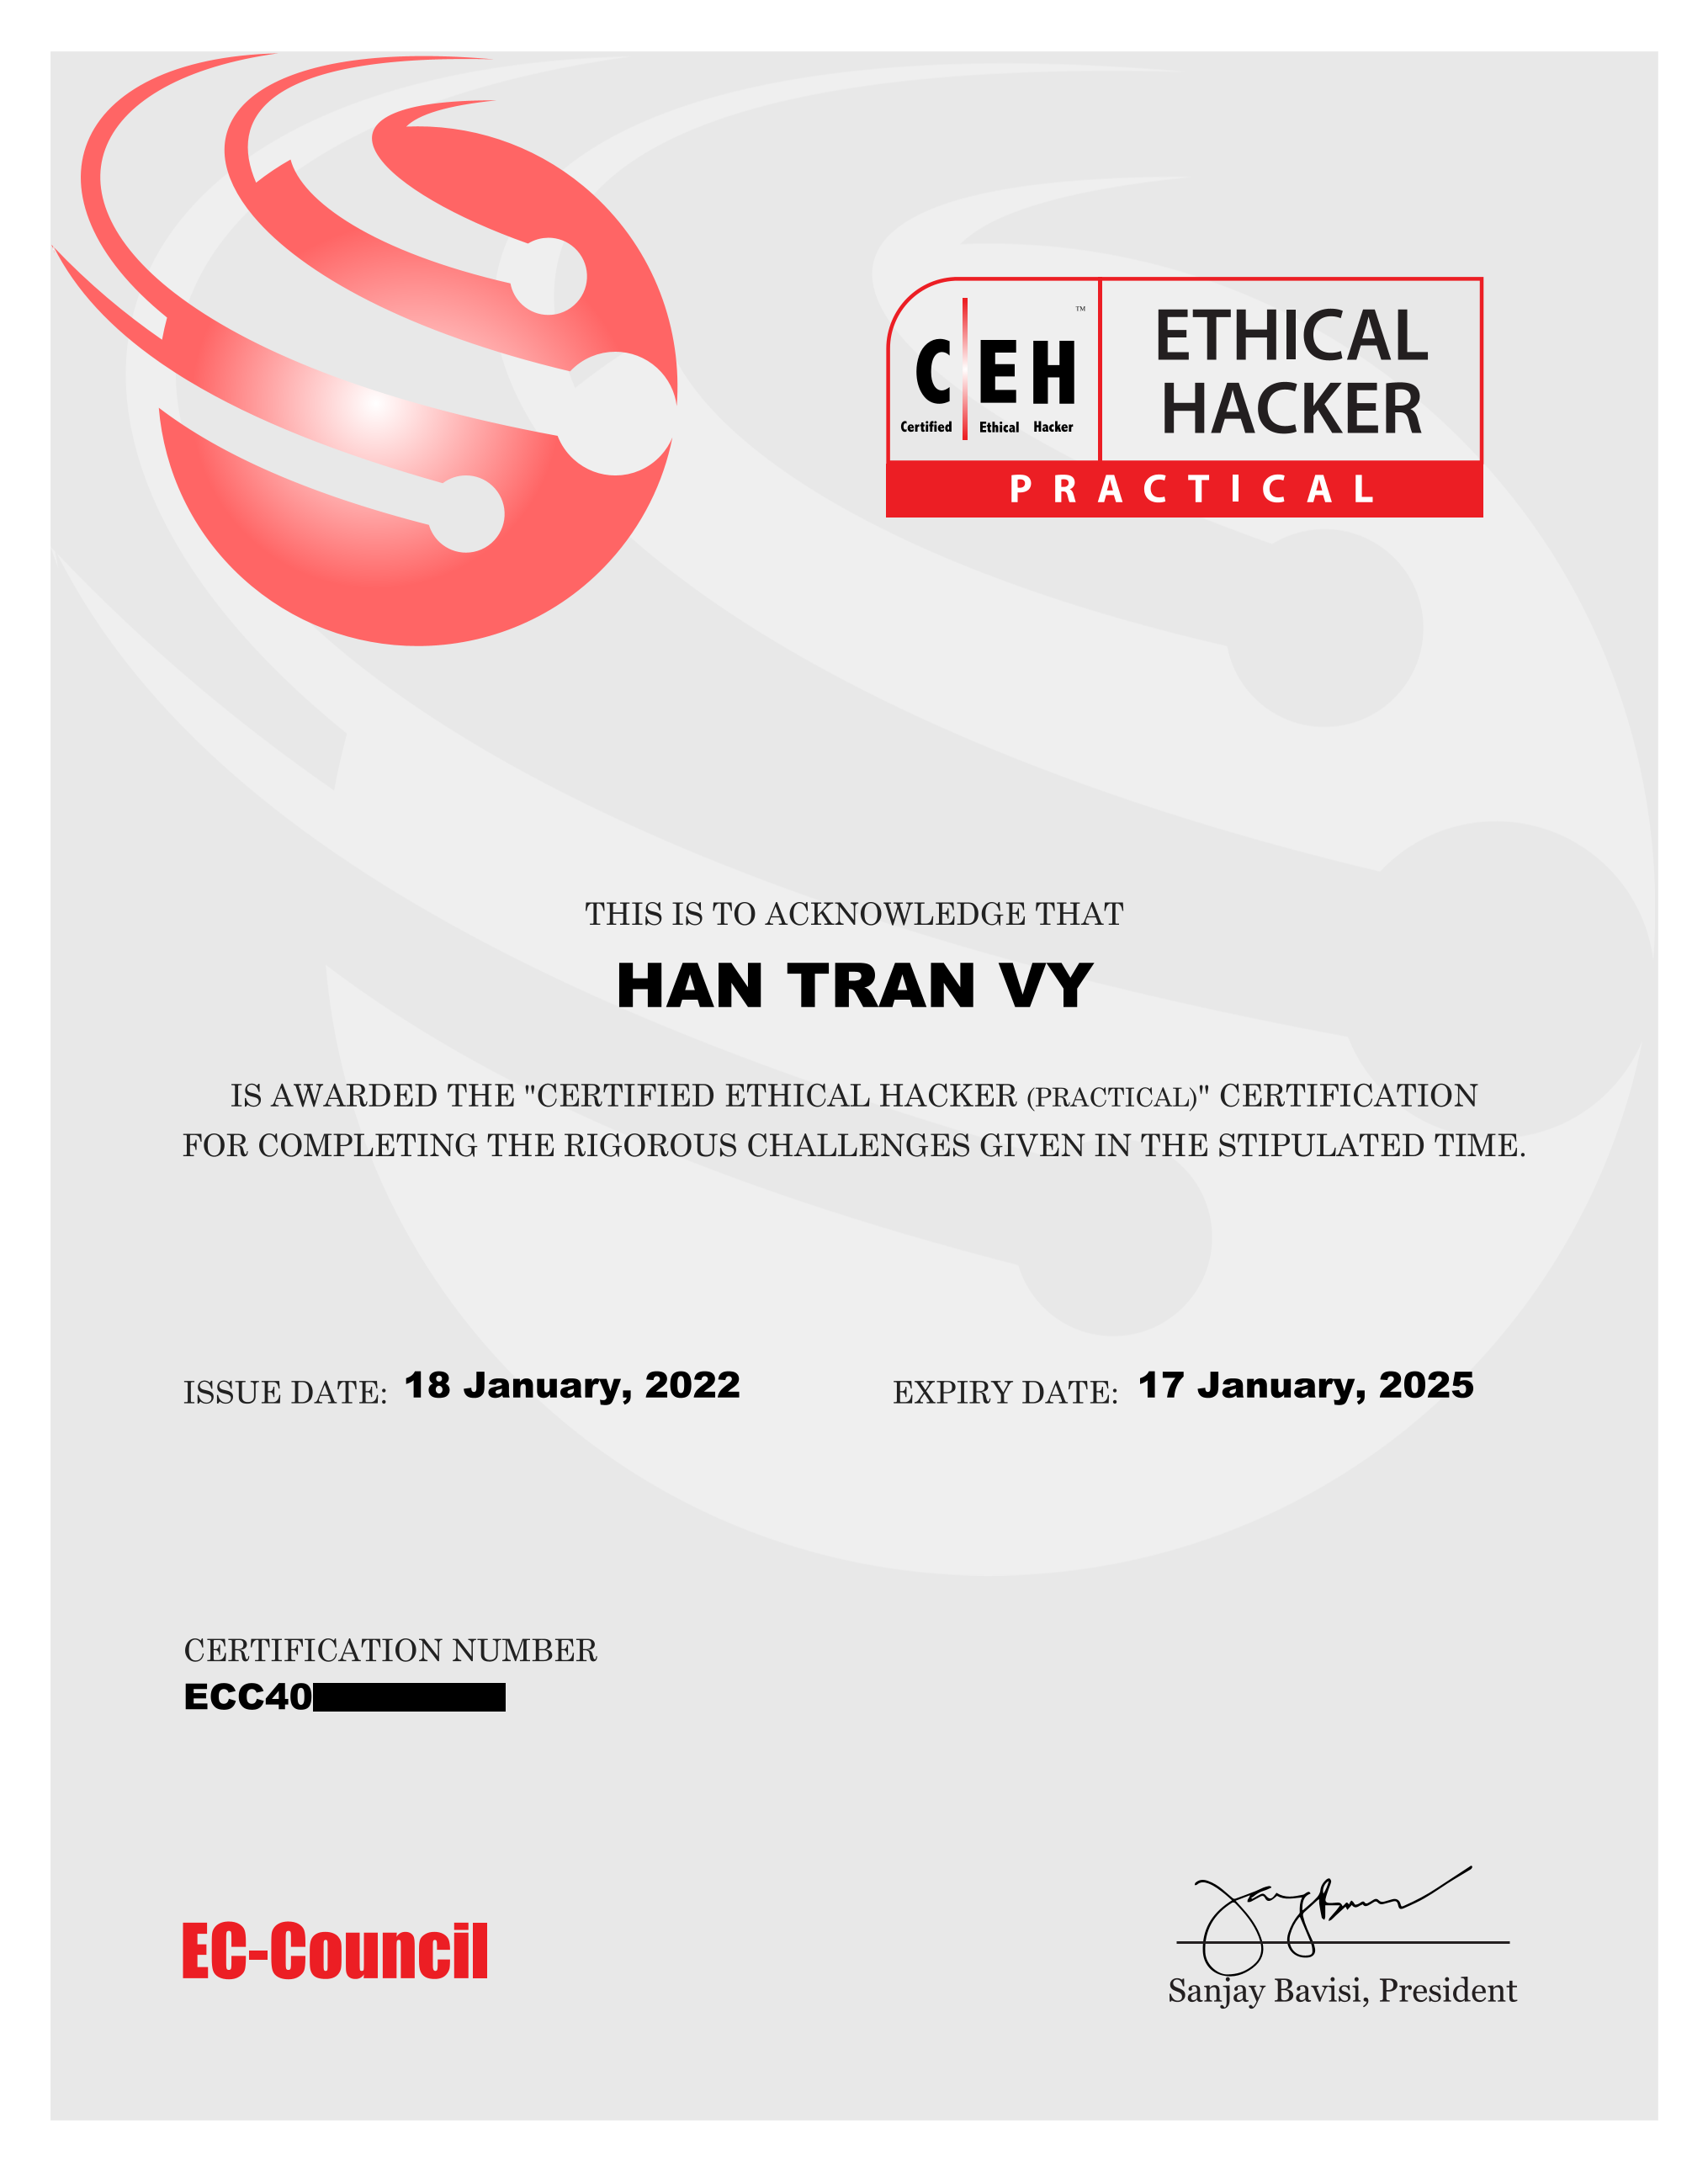 C|EH™
Certified Ethical Hacker
ETHICAL
HACKER
PRACTICAL
THIS IS TO ACKNOWLEDGE THAT
HAN TRAN VY
IS AWARDED THE "CERTIFIED ETHICAL HACKER (PRACTICAL)" CERTIFICATION
FOR COMPLETING THE RIGOROUS CHALLENGES GIVEN IN THE STIPULATED TIME.
ISSUE DATE: 18 January, 2022 EXPIRY DATE: 17 January, 2025
CERTIFICATION NUMBER
ECC40
EC-Council
Sanjay Bavisi, President